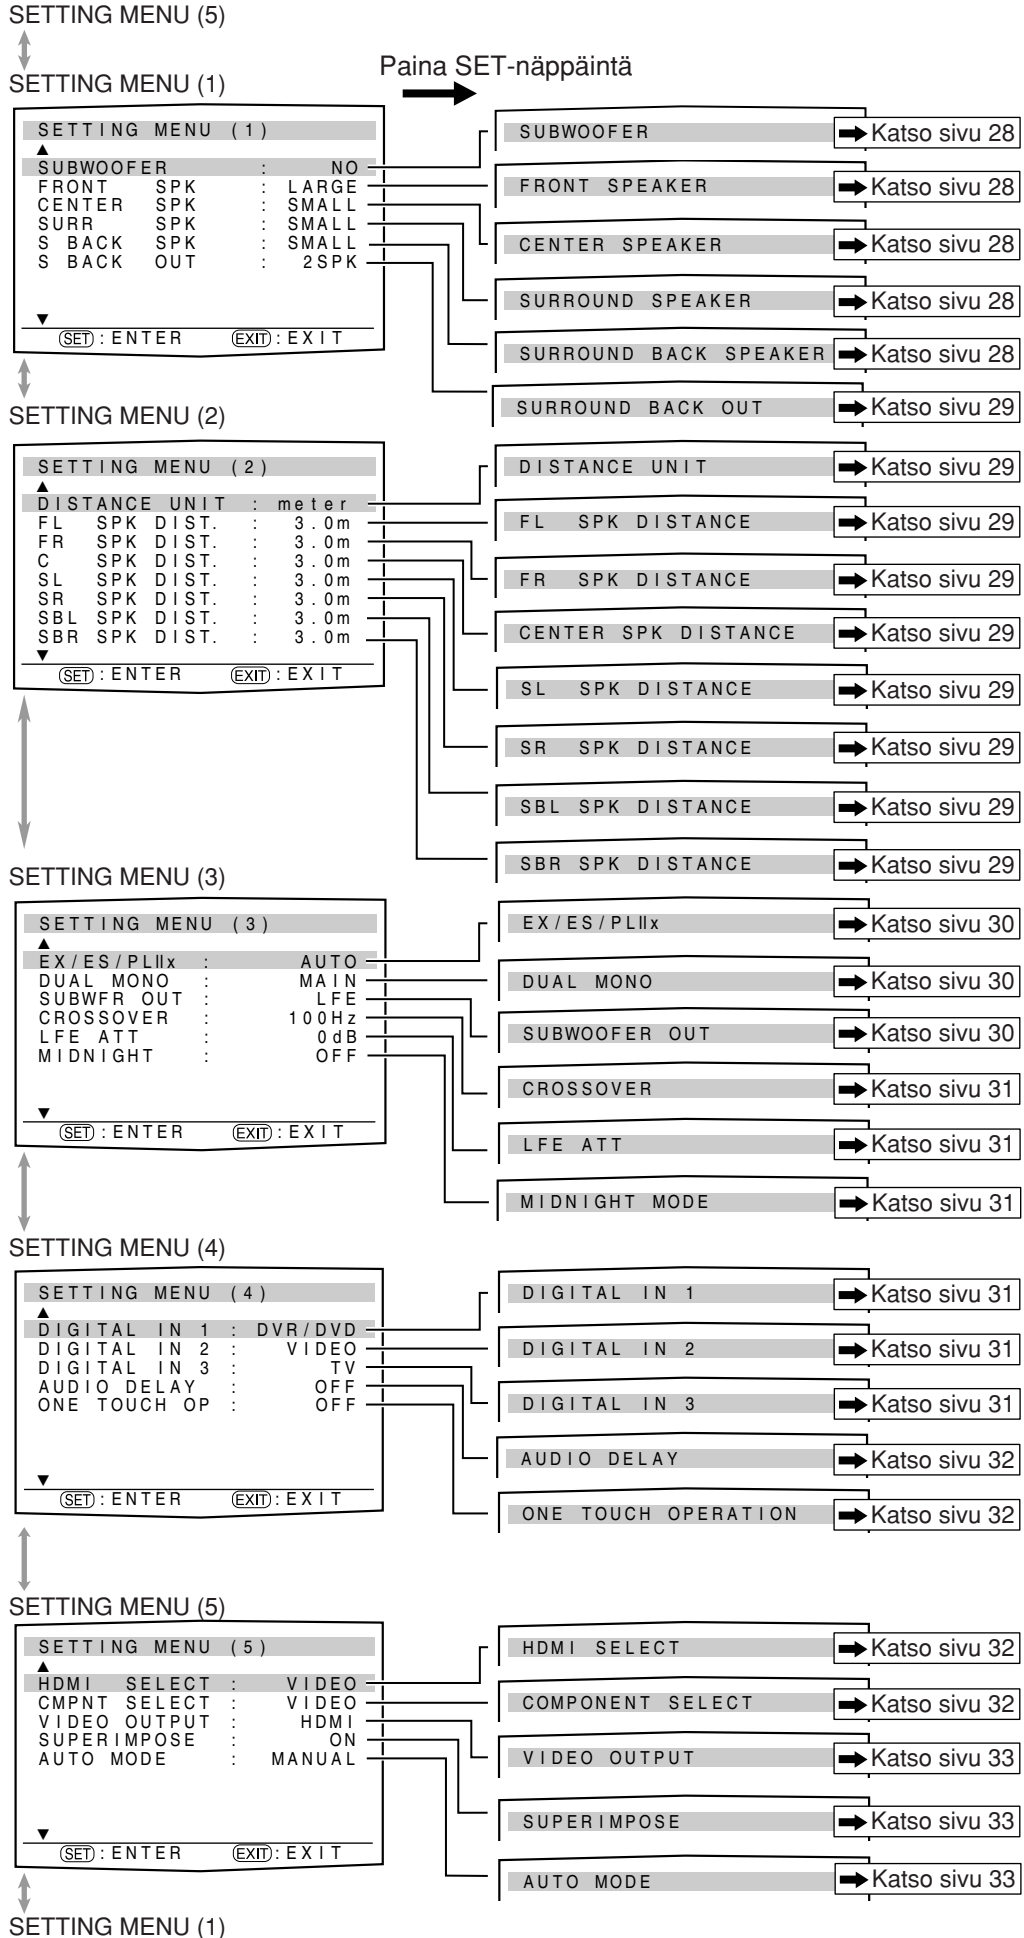 SETTING MENU (5)
SETTING MENU (1)
Paina SET-näppäintä
SETTING MENU (1)
▲
SUBWOOFER : NO
FRONT SPK : LARGE
CENTER SPK : SMALL
SURR SPK : SMALL
S BACK SPK : SMALL
S BACK OUT : 2SPK
▼
SET : ENTER EXIT : EXIT
SUBWOOFER ➡ Katso sivu 28
FRONT SPEAKER ➡ Katso sivu 28
CENTER SPEAKER ➡ Katso sivu 28
SURROUND SPEAKER ➡ Katso sivu 28
SURROUND BACK SPEAKER ➡ Katso sivu 28
SURROUND BACK OUT ➡ Katso sivu 29
SETTING MENU (2)
SETTING MENU (2)
▲
DISTANCE UNIT : meter
FL SPK DIST. : 3.0m
FR SPK DIST. : 3.0m
C SPK DIST. : 3.0m
SL SPK DIST. : 3.0m
SR SPK DIST. : 3.0m
SBL SPK DIST. : 3.0m
SBR SPK DIST. : 3.0m
▼
SET : ENTER EXIT : EXIT
DISTANCE UNIT ➡ Katso sivu 29
FL SPK DISTANCE ➡ Katso sivu 29
FR SPK DISTANCE ➡ Katso sivu 29
CENTER SPK DISTANCE ➡ Katso sivu 29
SL SPK DISTANCE ➡ Katso sivu 29
SR SPK DISTANCE ➡ Katso sivu 29
SBL SPK DISTANCE ➡ Katso sivu 29
SBR SPK DISTANCE ➡ Katso sivu 29
SETTING MENU (3)
SETTING MENU (3)
▲
EX/ES/PLIIx : AUTO
DUAL MONO : MAIN
SUBWFR OUT : LFE
CROSSOVER : 100Hz
LFE ATT : 0dB
MIDNIGHT : OFF
▼
SET : ENTER EXIT : EXIT
EX/ES/PLIIx ➡ Katso sivu 30
DUAL MONO ➡ Katso sivu 30
SUBWOOFER OUT ➡ Katso sivu 30
CROSSOVER ➡ Katso sivu 31
LFE ATT ➡ Katso sivu 31
MIDNIGHT MODE ➡ Katso sivu 31
SETTING MENU (4)
SETTING MENU (4)
▲
DIGITAL IN 1 : DVR/DVD
DIGITAL IN 2 : VIDEO
DIGITAL IN 3 : TV
AUDIO DELAY : OFF
ONE TOUCH OP : OFF
▼
SET : ENTER EXIT : EXIT
DIGITAL IN 1 ➡ Katso sivu 31
DIGITAL IN 2 ➡ Katso sivu 31
DIGITAL IN 3 ➡ Katso sivu 31
AUDIO DELAY ➡ Katso sivu 32
ONE TOUCH OPERATION ➡ Katso sivu 32
SETTING MENU (5)
SETTING MENU (5)
▲
HDMI SELECT : VIDEO
CMPNT SELECT : VIDEO
VIDEO OUTPUT : HDMI
SUPERIMPOSE : ON
AUTO MODE : MANUAL
▼
SET : ENTER EXIT : EXIT
HDMI SELECT ➡ Katso sivu 32
COMPONENT SELECT ➡ Katso sivu 32
VIDEO OUTPUT ➡ Katso sivu 33
SUPERIMPOSE ➡ Katso sivu 33
AUTO MODE ➡ Katso sivu 33
SETTING MENU (1)